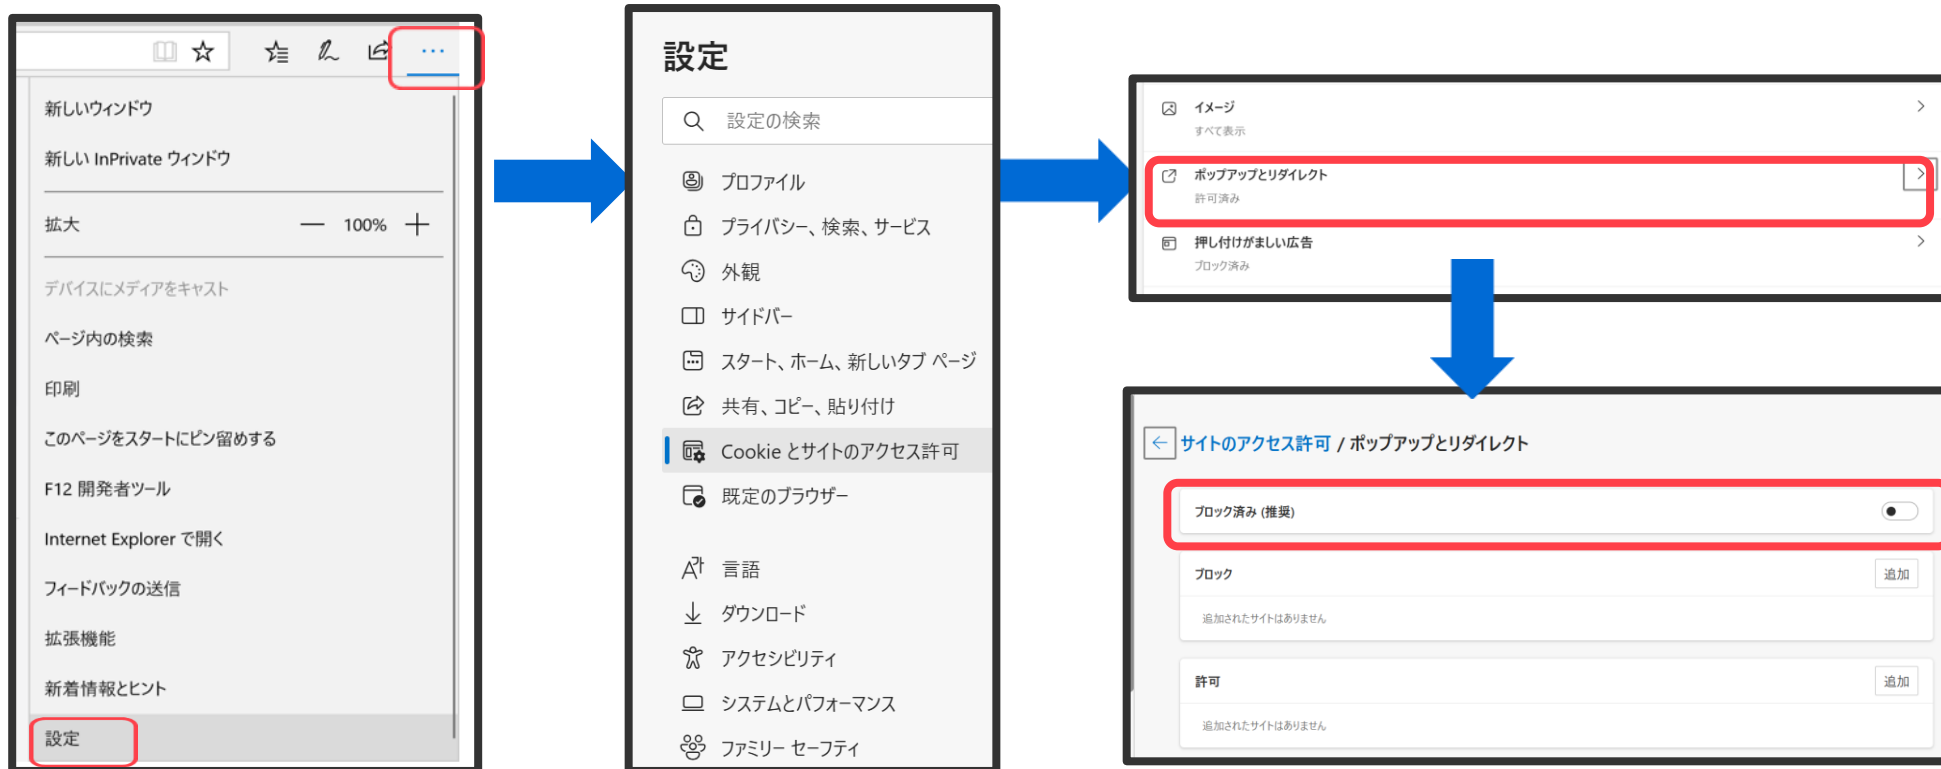 新しいウィンドウ
新しい InPrivate ウィンドウ
拡大
100%
デバイスにメディアをキャスト
ページ内の検索
印刷
このページをスタートにピン留めする
F12 開発者ツール
Internet Explorer で開く
フィードバックの送信
拡張機能
新着情報とヒント
設定
設定
設定の検索
プロファイル
プライバシー、検索、サービス
外観
サイドバー
スタート、ホーム、新しいタブ ページ
共有、コピー、貼り付け
Cookie とサイトのアクセス許可
既定のブラウザー
言語
ダウンロード
アクセシビリティ
システムとパフォーマンス
ファミリー セーフティ
イメージ
すべて表示
ポップアップとリダイレクト
許可済み
押し付けがましい広告
ブロック済み
サイトのアクセス許可 / ポップアップとリダイレクト
ブロック済み (推奨)
ブロック 追加
追加されたサイトはありません
許可 追加
追加されたサイトはありません